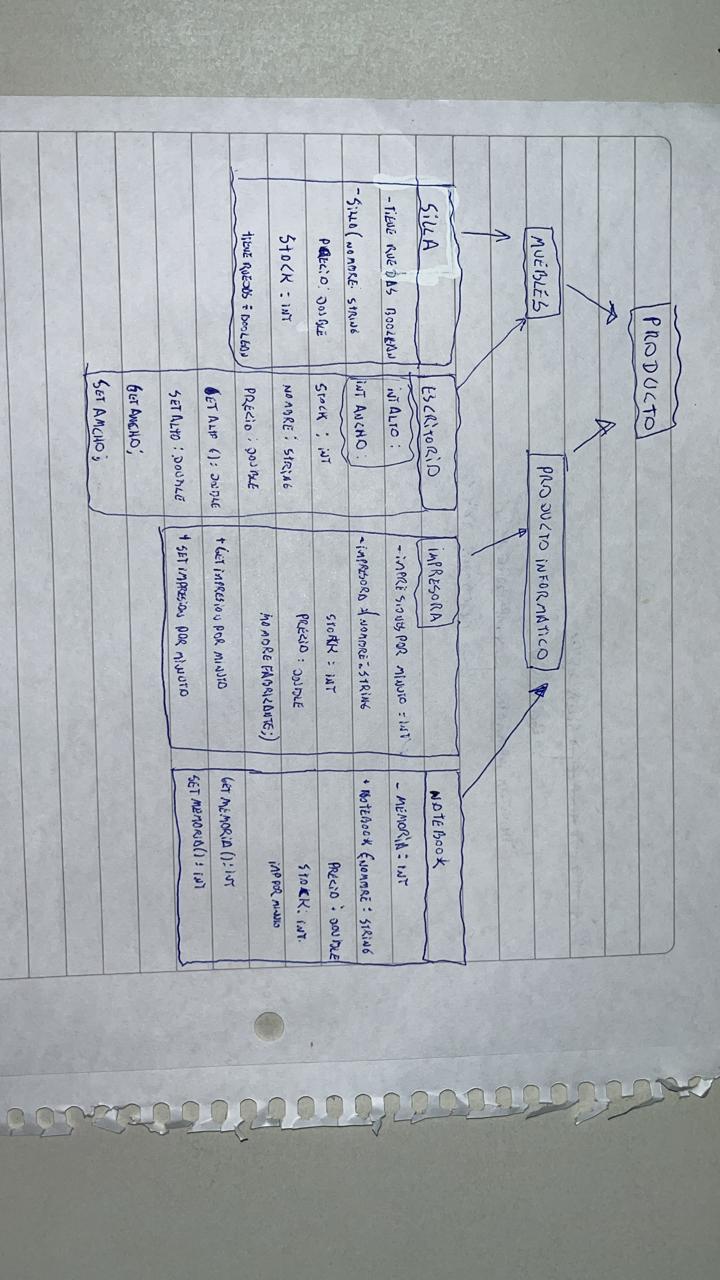 PRODUCTO
MUEBLES
PRODUCTO INFORMÁTICO
SILLA
- TIENE RUEDAS BOOLEAN
- SILLA ( NOMBRE: STRING
PRECIO: DOUBLE
STOCK : INT
TIENE RUEDAS : BOOLEAN
ESCRITORIO
INT ALTO ;
INT ANCHO ;
STOCK : INT
NOMBRE : STRING
PRECIO : DOUBLE
GET ALTO () : DOUBLE
SET ALTO : DOUBLE
GET ANCHO;
SET ANCHO;
IMPRESORA
- IMPRESIONES POR MINUTO : INT
- IMPRESORA ( NOMBRE : STRING
STOCK : INT
PRECIO : DOUBLE
NOMBRE FABRICANTE;)
+ GET IMPRESION POR MINUTO
+ SET IMPRESION POR MINUTO
NOTEBOOK
- MEMORIA : INT
+ NOTEBOOK ( NOMBRE : STRING
PRECIO : DOUBLE
STOCK : INT.
IMP POR MINUTO
GET MEMORIA () : INT
SET MEMORIA() : INT